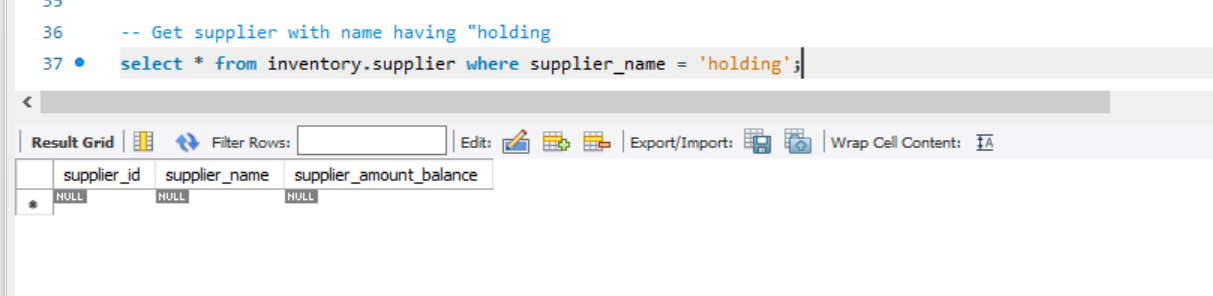 35
36 -- Get supplier with name having "holding
37 select * from inventory.supplier where supplier_name = 'holding';
Result Grid Filter Rows: Edit: Export/Import: Wrap Cell Content: IA
supplier_id supplier_name supplier_amount_balance
NULL NULL NULL